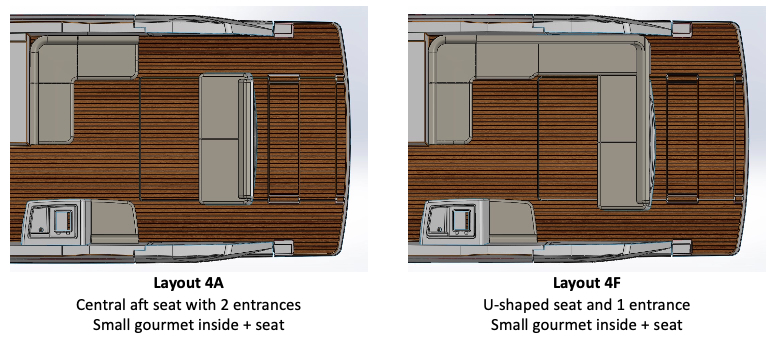 Layout 4A
Central aft seat with 2 entrances
Small gourmet inside + seat
Layout 4F
U-shaped seat and 1 entrance
Small gourmet inside + seat